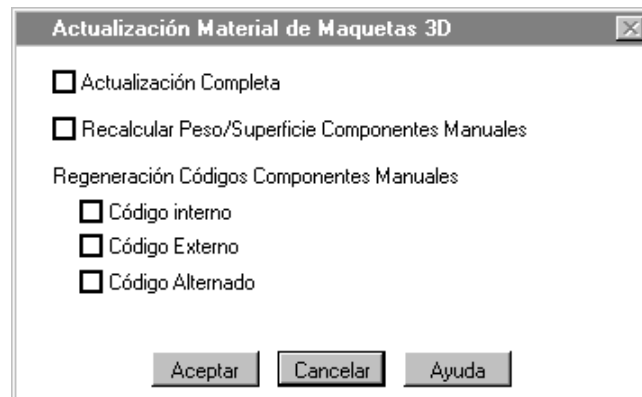 Actualización Material de Maquetas 3D
Actualización Completa
Recalcular Peso/Superficie Componentes Manuales
Regeneración Códigos Componentes Manuales
Código interno
Código Externo
Código Alternado
Aceptar Cancelar Ayuda